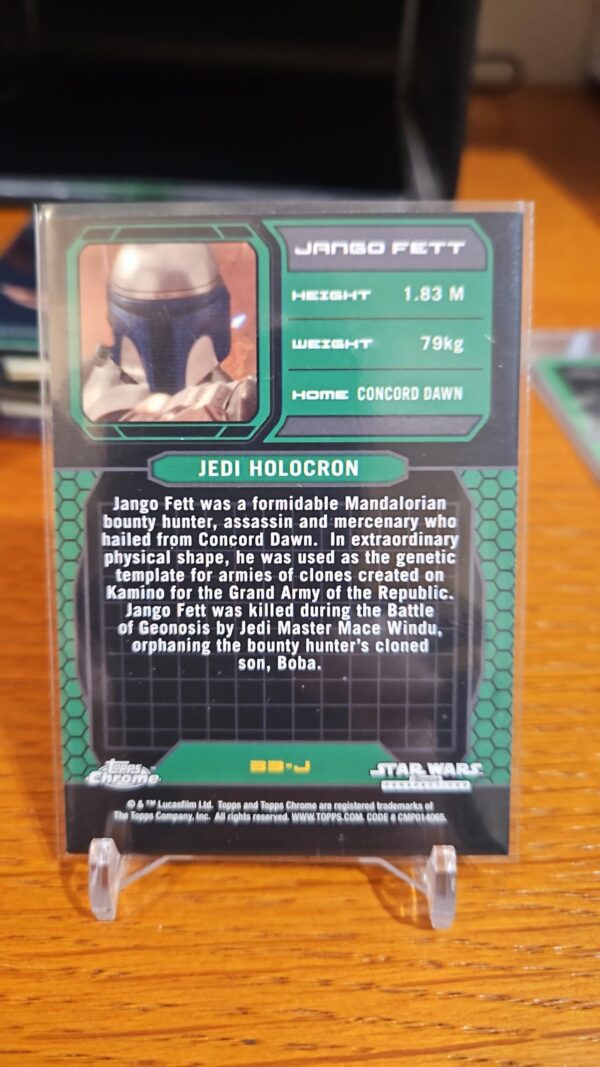 JANGO FETT
HEIGHT 1.83 M
WEIGHT 79kg
HOME CONCORD DAWN
JEDI HOLOCRON
Jango Fett was a formidable Mandalorian
bounty hunter, assassin and mercenary who
hailed from Concord Dawn. In extraordinary
physical shape, he was used as the genetic
template for armies of clones created on
Kamino for the Grand Army of the Republic.
Jango Fett was killed during the Battle
of Geonosis by Jedi Master Mace Windu,
orphaning the bounty hunter's cloned
son, Boba.
Topps
Chrome
33-J
STAR WARS
PERSPECTIVES
© & ™ Lucasfilm Ltd. Topps and Topps Chrome are registered trademarks of
The Topps Company, Inc. All rights reserved. WWW.TOPPS.COM. CODE # CMP014065.